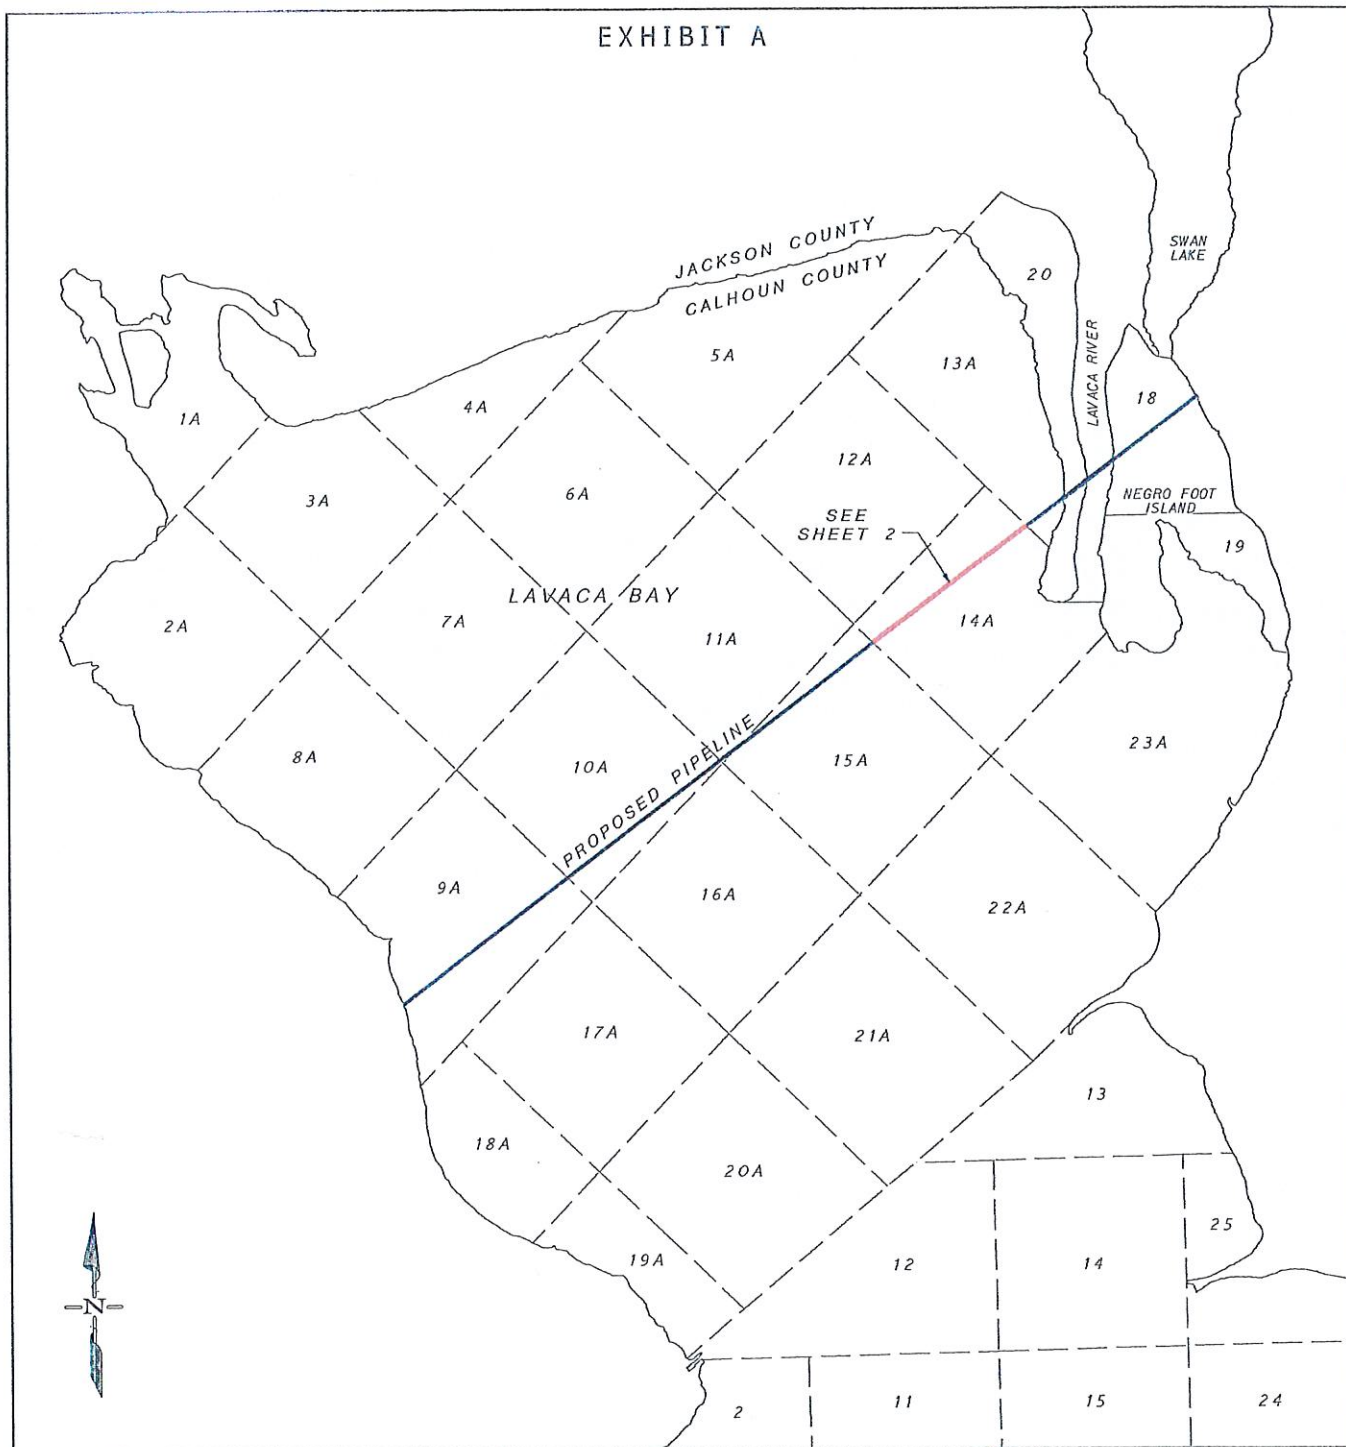 EXHIBIT A
SWAN
LAKE
JACKSON COUNTY
CALHOUN COUNTY
20
LAVACA RIVER
5A
13A
18
4A
1A
12A
3A
6A
NEGRO FOOT
ISLAND
SEE
SHEET 2
19
LAVACA BAY
2A
7A
11A
14A
PROPOSED PIPELINE
8A
10A
15A
23A
9A
16A
22A
17A
21A
13
18A
20A
25
19A
12
14
N
2
11
15
24